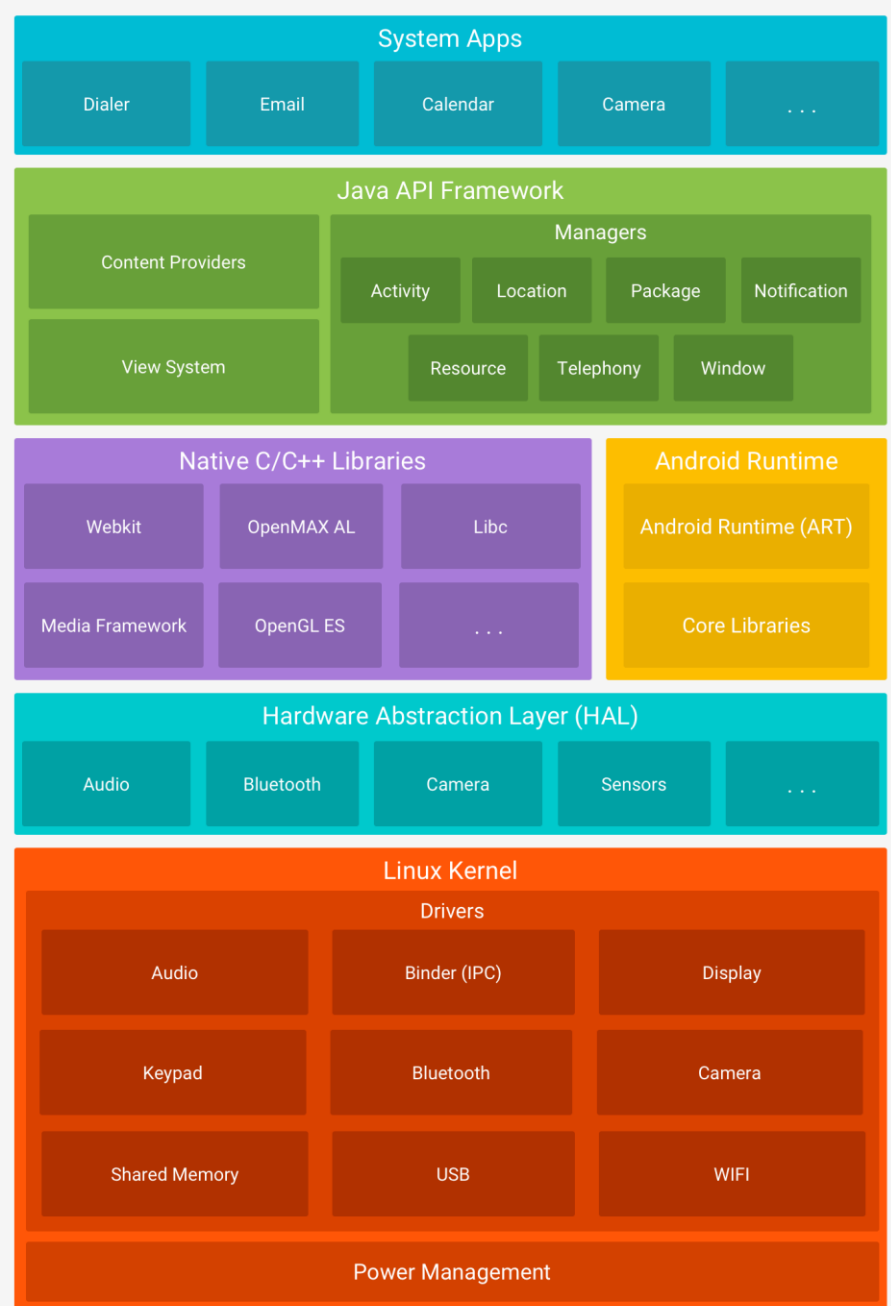 System Apps
Dialer
Email
Calendar
Camera
. . .
Java API Framework
Content Providers
View System
Managers
Activity
Location
Package
Notification
Resource
Telephony
Window
Native C/C++ Libraries
Webkit
OpenMAX AL
Libc
Media Framework
OpenGL ES
. . .
Android Runtime
Android Runtime (ART)
Core Libraries
Hardware Abstraction Layer (HAL)
Audio
Bluetooth
Camera
Sensors
. . .
Linux Kernel
Drivers
Audio
Binder (IPC)
Display
Keypad
Bluetooth
Camera
Shared Memory
USB
WIFI
Power Management